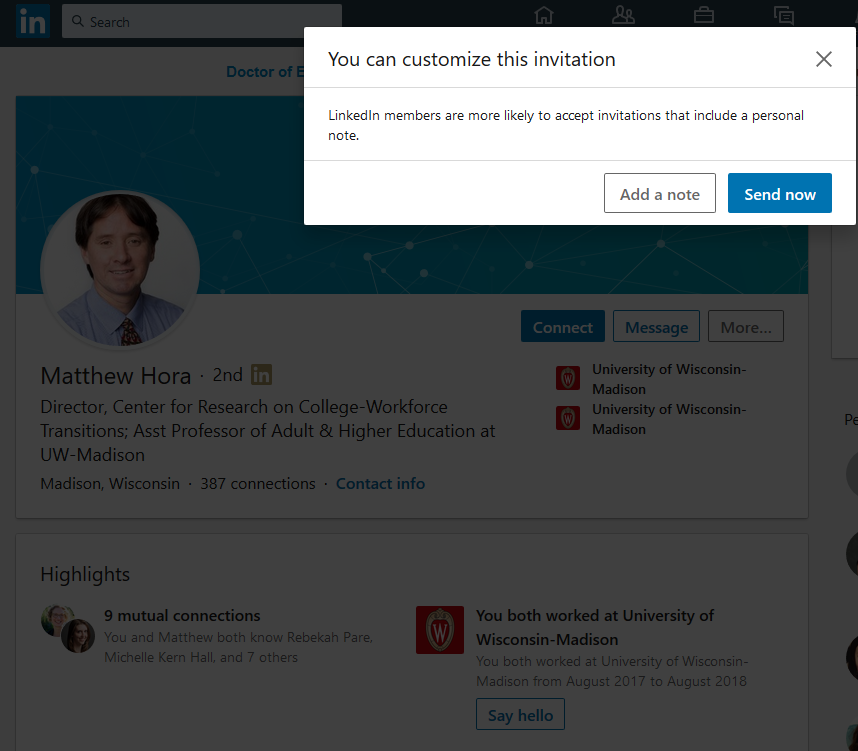 in
Search
You can customize this invitation
LinkedIn members are more likely to accept invitations that include a personal
note.
Add a note
Send now
Doctor of E
Connect
Message
More...
Matthew Hora · 2nd in
Director, Center for Research on College-Workforce
Transitions; Asst Professor of Adult & Higher Education at
UW-Madison
Madison, Wisconsin · 387 connections · Contact info
University of Wisconsin-
Madison
University of Wisconsin-
Madison
Pe
Highlights
9 mutual connections
You and Matthew both know Rebekah Pare,
Michelle Kern Hall, and 7 others
W
You both worked at University of
Wisconsin-Madison
You both worked at University of Wisconsin-
Madison from August 2017 to August 2018
Say hello